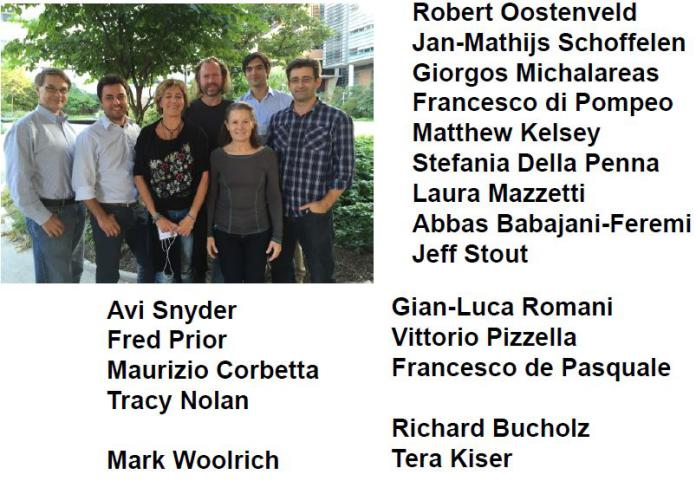 Robert Oostenveld
Jan-Mathijs Schoffelen
Giorgos Michalareas
Francesco di Pompeo
Matthew Kelsey
Stefania Della Penna
Laura Mazzetti
Abbas Babajani-Feremi
Jeff Stout
Avi Snyder
Fred Prior
Maurizio Corbetta
Tracy Nolan
Mark Woolrich
Gian-Luca Romani
Vittorio Pizzella
Francesco de Pasquale
Richard Bucholz
Tera Kiser